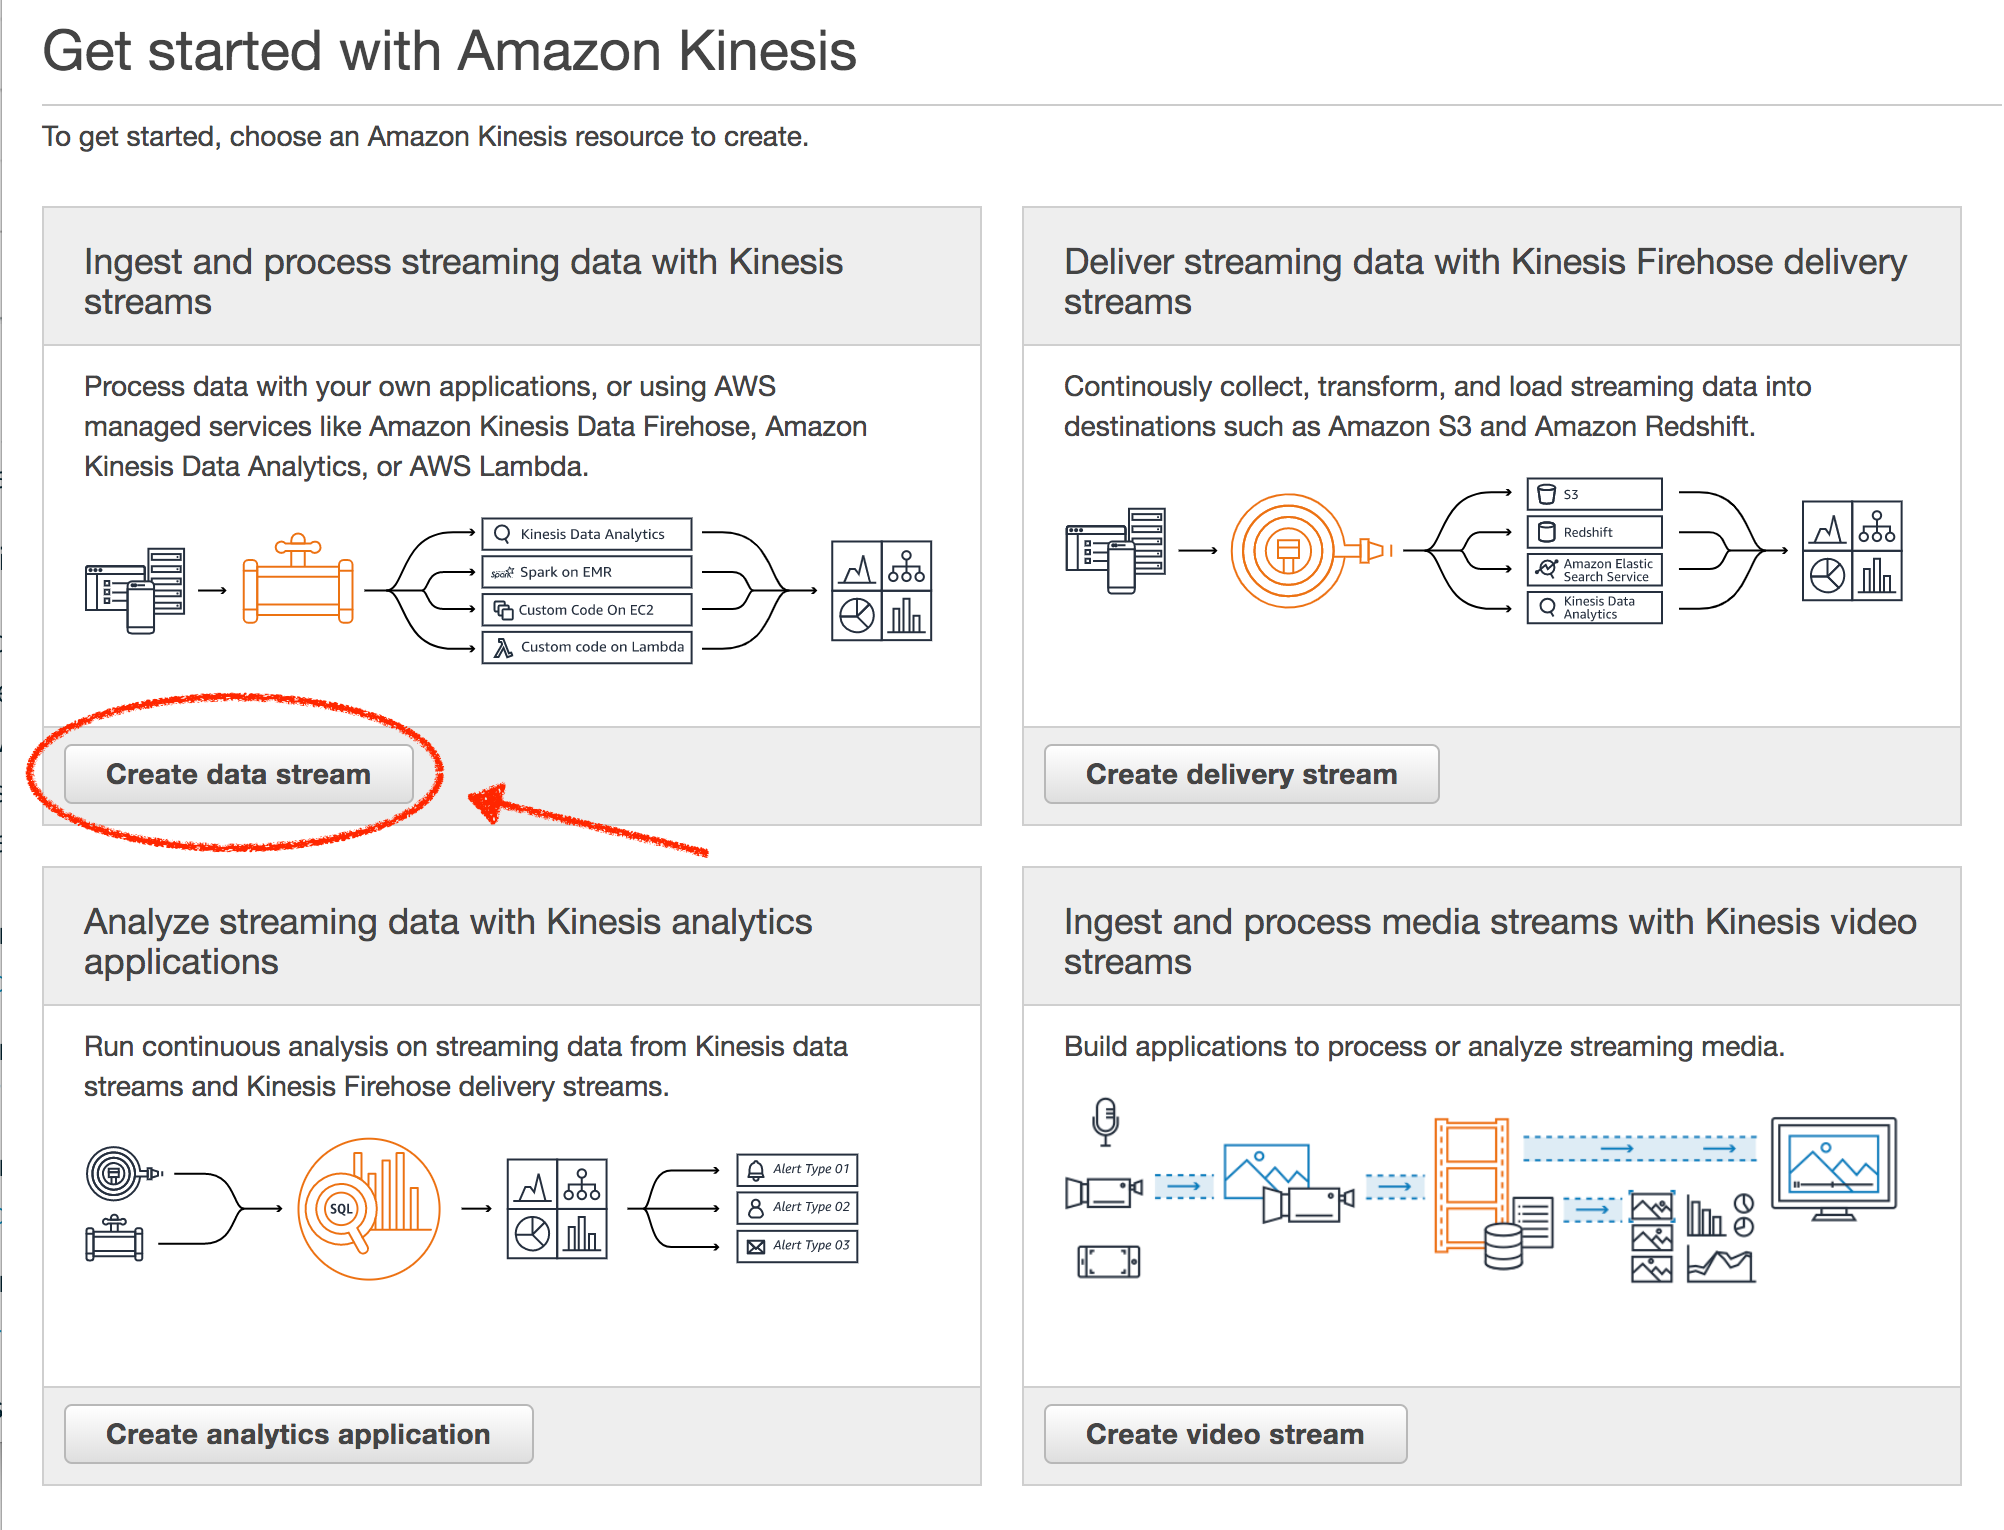 Get started with Amazon Kinesis
To get started, choose an Amazon Kinesis resource to create.
Ingest and process streaming data with Kinesis
streams
Process data with your own applications, or using AWS
managed services like Amazon Kinesis Data Firehose, Amazon
Kinesis Data Analytics, or AWS Lambda.
Kinesis Data Analytics
Spark Spark on EMR
Custom Code On EC2
Custom code on Lambda
Create data stream
Deliver streaming data with Kinesis Firehose delivery
streams
Continously collect, transform, and load streaming data into
destinations such as Amazon S3 and Amazon Redshift.
S3
Redshift
Amazon Elastic
Search Service
Kinesis Data
Analytics
Create delivery stream
Analyze streaming data with Kinesis analytics
applications
Run continuous analysis on streaming data from Kinesis data
streams and Kinesis Firehose delivery streams.
SQL
Alert Type 01
Alert Type 02
Alert Type 03
Create analytics application
Ingest and process media streams with Kinesis video
streams
Build applications to process or analyze streaming media.
Create video stream